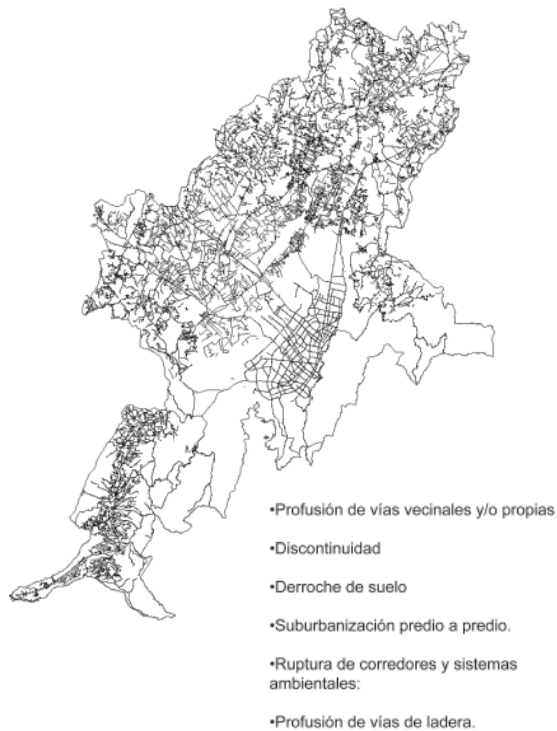 •Profusión de vías vecinales y/o propias
•Discontinuidad
•Derroche de suelo
•Suburbanización predio a predio.
•Ruptura de corredores y sistemas
ambientales:
•Profusión de vías de ladera.